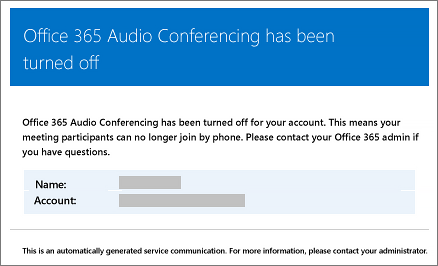 Office 365 Audio Conferencing has been
turned off
Office 365 Audio Conferencing has been turned off for your account. This means your
meeting participants can no longer join by phone. Please contact your Office 365 admin if
you have questions.
Name:
Account:
This is an automatically generated service communication. For more information, please contact your administrator.